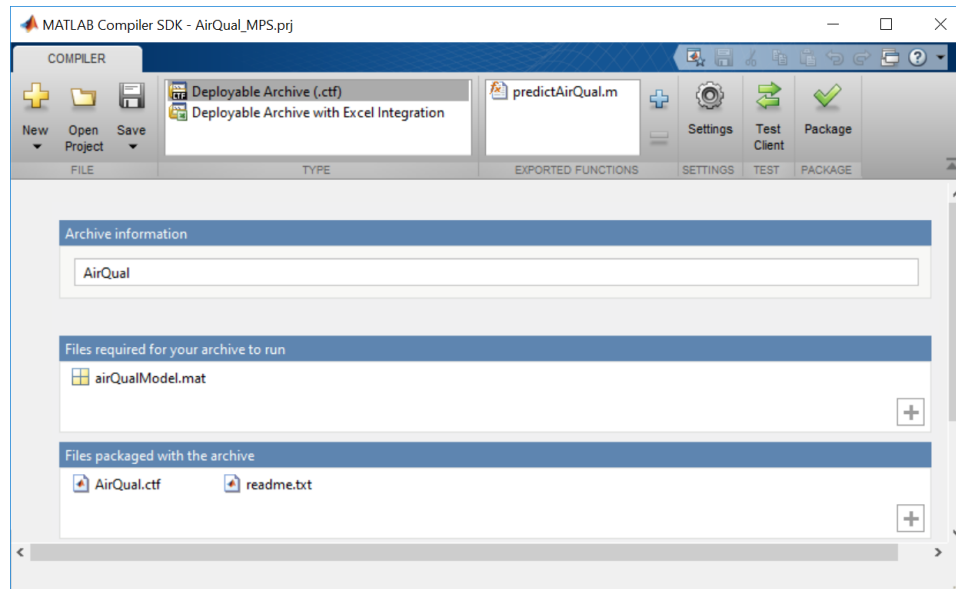 MATLAB Compiler SDK - AirQual_MPS.prj
COMPILER
New
Open Project
Save
FILE
Deployable Archive (.ctf)
Deployable Archive with Excel Integration
TYPE
predictAirQual.m
EXPORTED FUNCTIONS
Settings
SETTINGS
Test Client
TEST
Package
PACKAGE
Archive information
AirQual
Files required for your archive to run
airQualModel.mat
Files packaged with the archive
AirQual.ctf
readme.txt